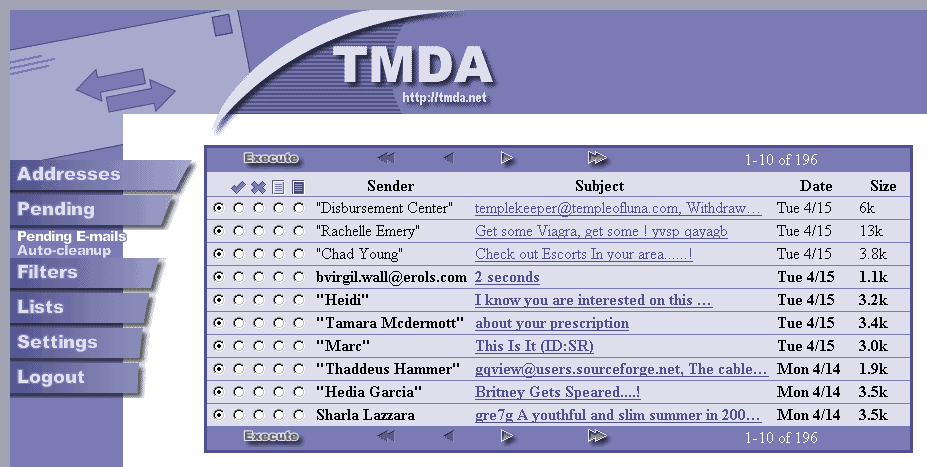 TMDA
http://tmda.net
Addresses
Pending
Pending E-mails
Auto-cleanup
Filters
Lists
Settings
Logout
Execute 1-10 of 196
Sender Subject Date Size
"Disbursement Center" templekeeper@templeofluna.com, Withdraw... Tue 4/15 6k
"Rachelle Emery" Get some Viagra, get some ! yvsp qayagb Tue 4/15 13k
"Chad Young" Check out Escorts In your area......! Tue 4/15 3.8k
bvirgil.wall@erols.com 2 seconds Tue 4/15 1.1k
"Heidi" I know you are interested on this ... Tue 4/15 3.2k
"Tamara Mcdermott" about your prescription Tue 4/15 3.4k
"Marc" This Is It (ID:SR) Tue 4/15 3.0k
"Thaddeus Hammer" gqview@users.sourceforge.net, The cable... Mon 4/14 1.9k
"Hedia Garcia" Britney Gets Speared....! Mon 4/14 3.5k
Sharla Lazzara gre7g A youthful and slim summer in 200... Mon 4/14 3.5k
Execute 1-10 of 196